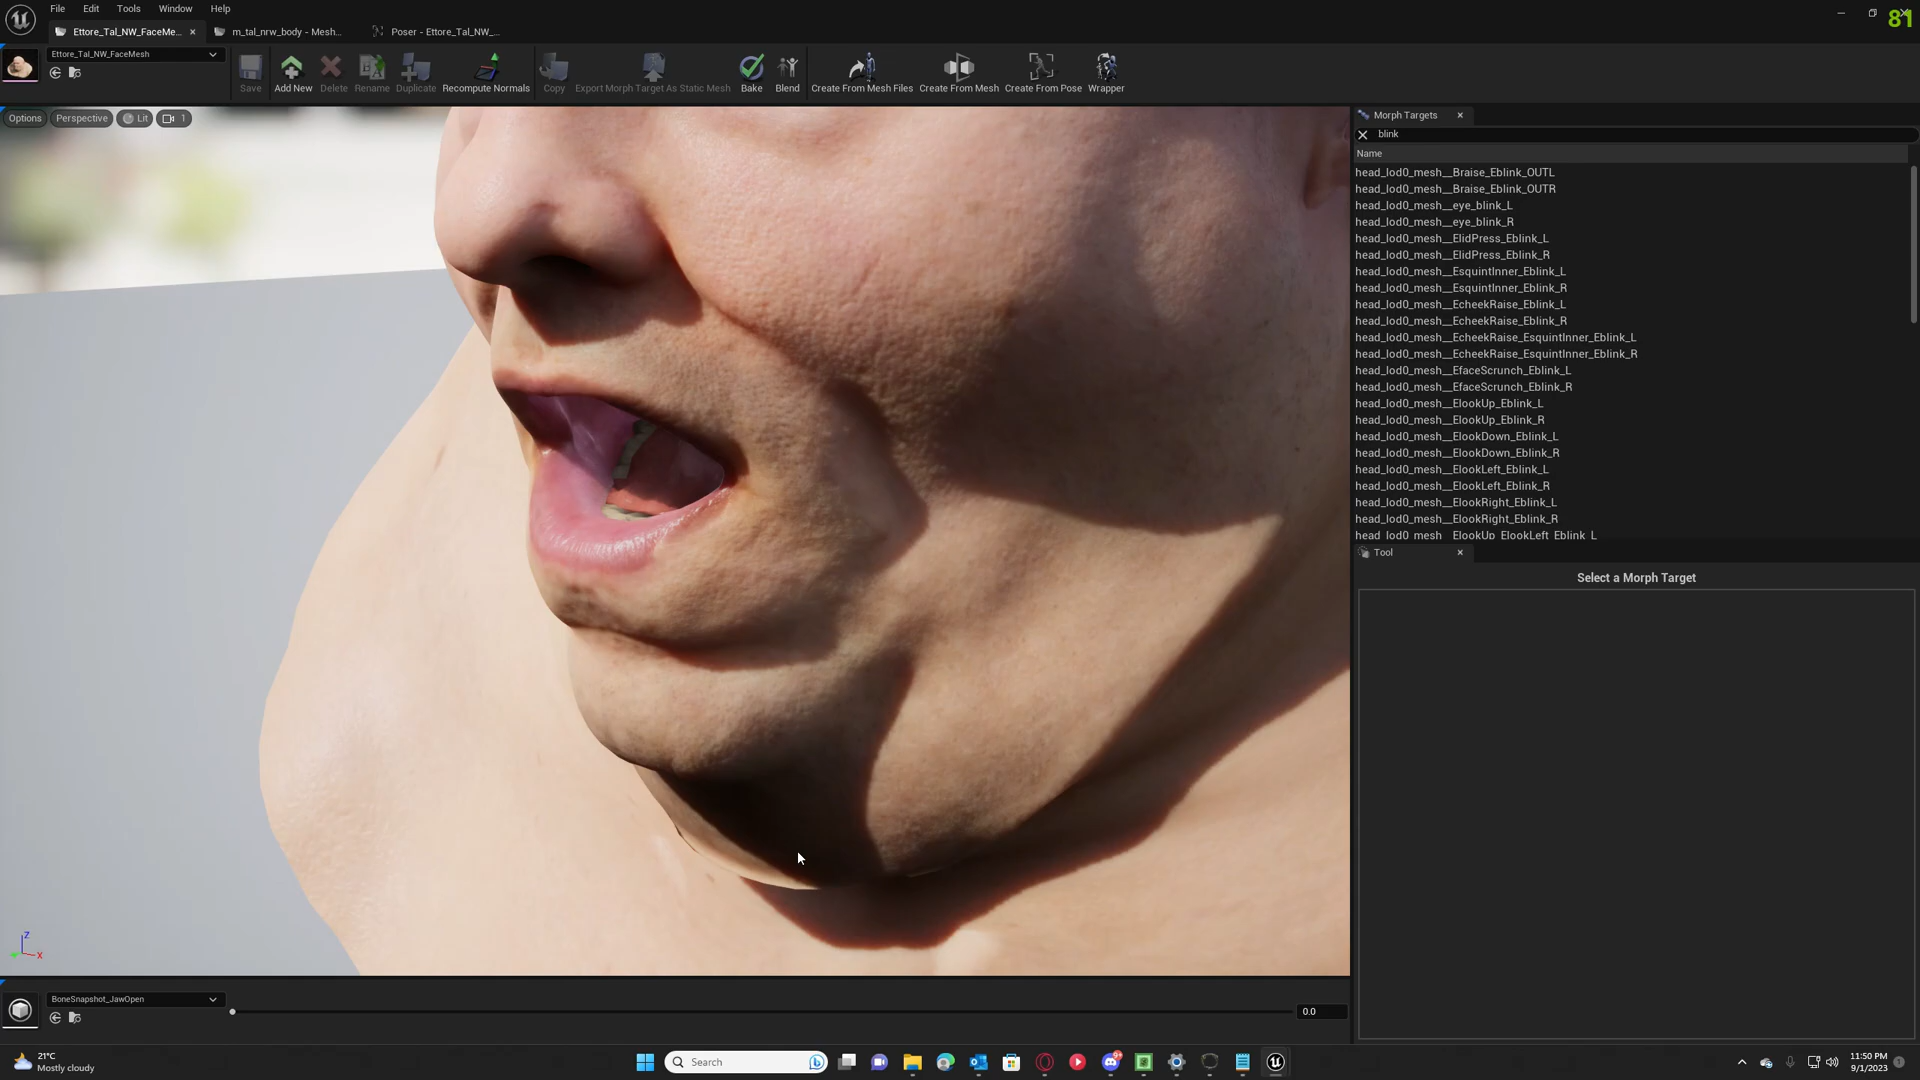 File Edit Tools Window Help
81
Ettore_Tal_NW_FaceMe...
m_tal_nrw_body - Mesh...
Poser - Ettore_Tal_NW_...
Ettore_Tal_NW_FaceMesh
Save
Add New
Delete
Rename
Duplicate
Recompute Normals
Copy
Export Morph Target As Static Mesh
Bake
Blend
Create From Mesh Files
Create From Mesh
Create From Pose
Wrapper
Options
Perspective
Lit
1
Morph Targets
blink
Name
head_lod0_mesh__Braise_Eblink_OUTL
head_lod0_mesh__Braise_Eblink_OUTR
head_lod0_mesh__eye_blink_L
head_lod0_mesh__eye_blink_R
head_lod0_mesh__ElidPress_Eblink_L
head_lod0_mesh__ElidPress_Eblink_R
head_lod0_mesh__EsquintInner_Eblink_L
head_lod0_mesh__EsquintInner_Eblink_R
head_lod0_mesh__EcheekRaise_Eblink_L
head_lod0_mesh__EcheekRaise_Eblink_R
head_lod0_mesh__EcheekRaise_EsquintInner_Eblink_L
head_lod0_mesh__EcheekRaise_EsquintInner_Eblink_R
head_lod0_mesh__EfaceScrunch_Eblink_L
head_lod0_mesh__EfaceScrunch_Eblink_R
head_lod0_mesh__ElookUp_Eblink_L
head_lod0_mesh__ElookUp_Eblink_R
head_lod0_mesh__ElookDown_Eblink_L
head_lod0_mesh__ElookDown_Eblink_R
head_lod0_mesh__ElookLeft_Eblink_L
head_lod0_mesh__ElookLeft_Eblink_R
head_lod0_mesh__ElookRight_Eblink_L
head_lod0_mesh__ElookRight_Eblink_R
head_lod0_mesh__ElookUp_ElookLeft_Eblink_L
Tool
Select a Morph Target
Z
X
BoneSnapshot_JawOpen
0.0
21°C
Mostly cloudy
Search
11:50 PM
9/1/2023